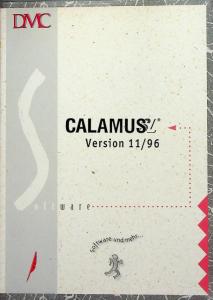 DMC
CALAMUS SL®
Version 11/96
Software
software und mehr...